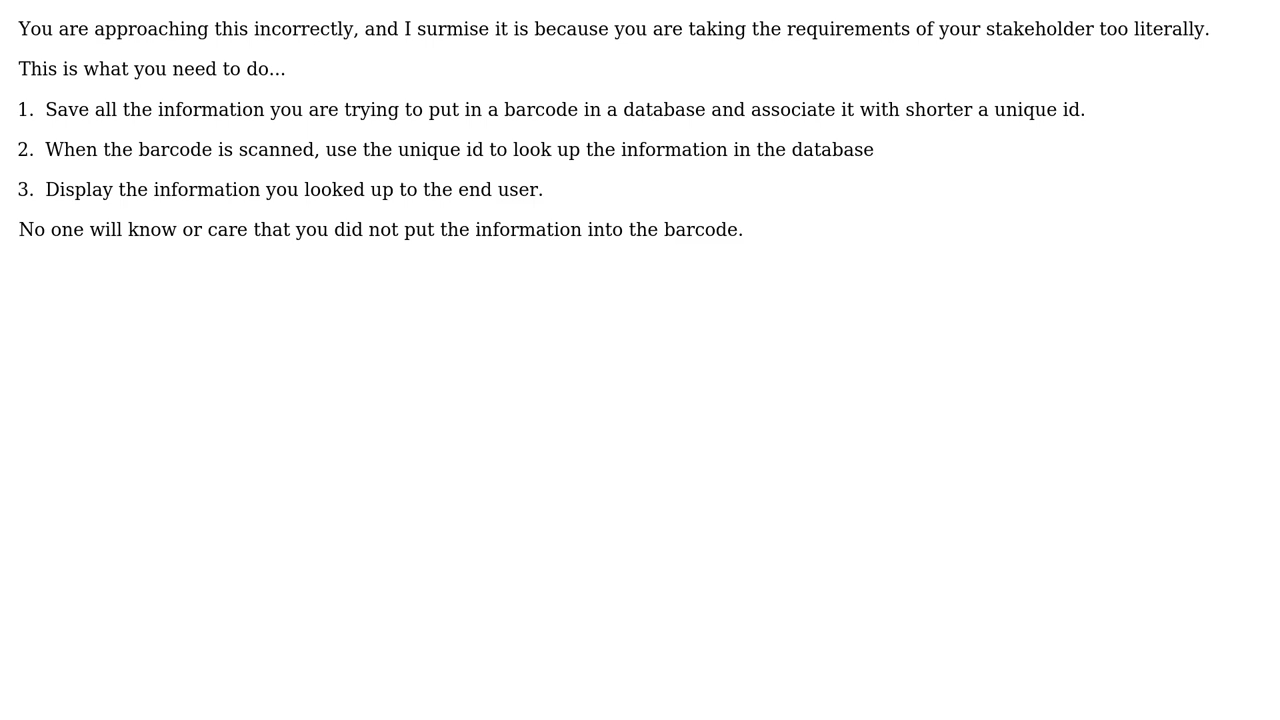 You are approaching this incorrectly, and I surmise it is because you are taking the requirements of your stakeholder too literally.
This is what you need to do...
1. Save all the information you are trying to put in a barcode in a database and associate it with shorter a unique id.
2. When the barcode is scanned, use the unique id to look up the information in the database
3. Display the information you looked up to the end user.
No one will know or care that you did not put the information into the barcode.